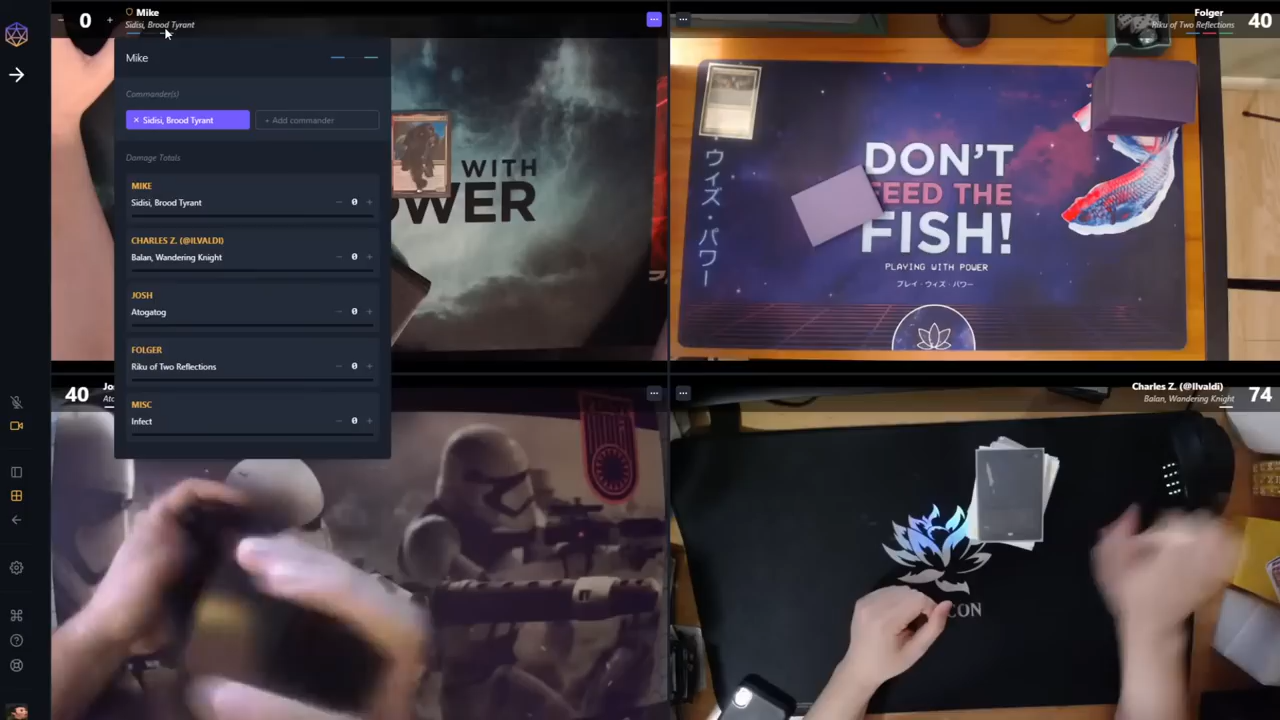 0 +
Mike
Sidisi, Brood Tyrant
Mike
Commander(s)
× Sidisi, Brood Tyrant
+ Add commander
Damage Totals
MIKE
Sidisi, Brood Tyrant
− 0 +
CHARLES Z. (@ILVALDI)
Balan, Wandering Knight
− 0 +
JOSH
Atogatog
− 0 +
FOLGER
Riku of Two Reflections
− 0 +
MISC
Infect
− 0 +
WITH
POWER
Folger
Riku of Two Reflections
40
ウィズ・パワー
DON'T
FEED THE
FISH!
PLAYING WITH POWER
プレイ・ウィズ・パワー
40
Charles Z. (@Ilvaldi)
Balan, Wandering Knight
74
CON